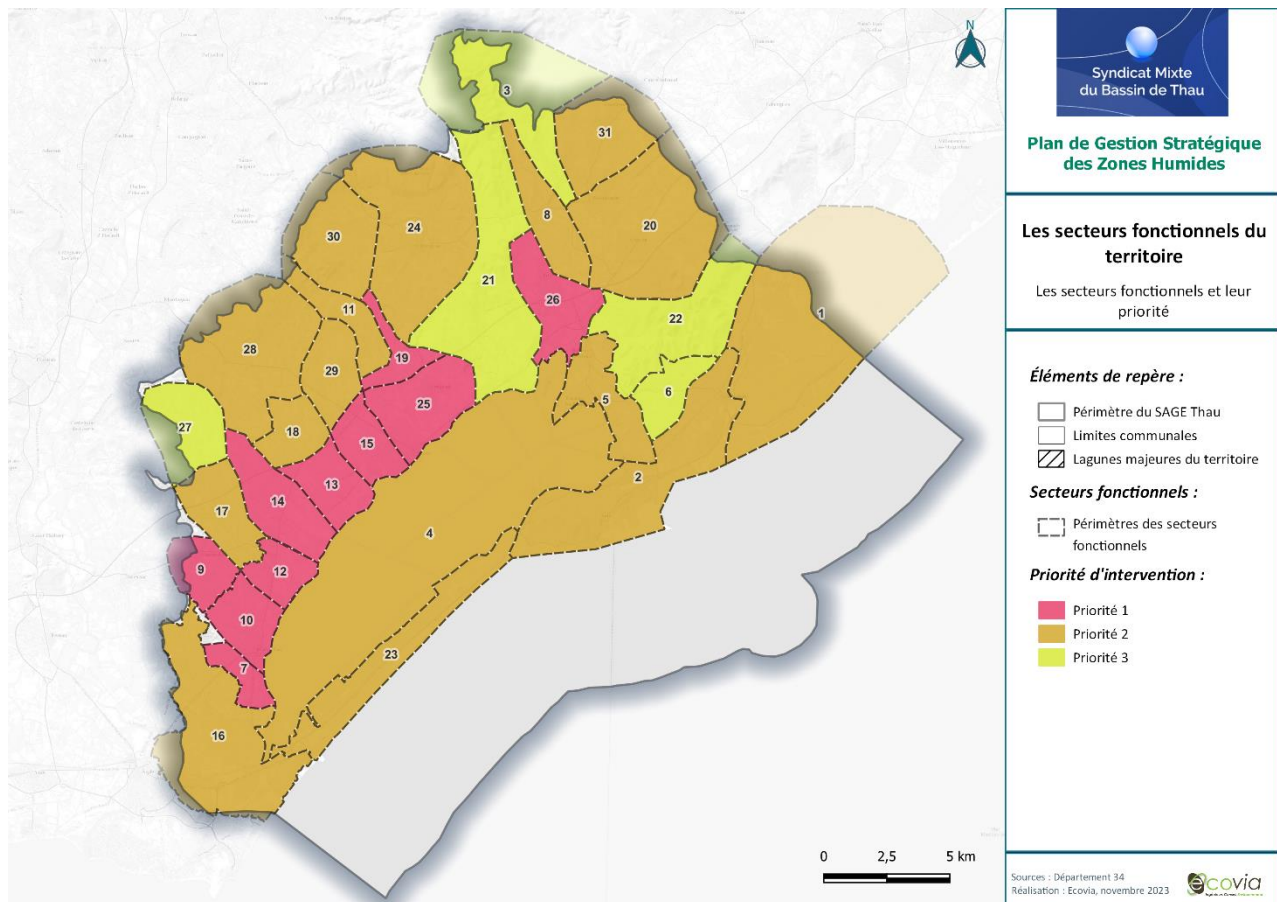 N
3
31
8
24
20
30
21
26
1
11
22
28
19
29
25
6
5
27
18
15
2
13
14
17
4
9
12
10
23
7
16
0
2,5
5 km
Syndicat Mixte
du Bassin de Thau
Plan de Gestion Stratégique
des Zones Humides
Les secteurs fonctionnels du
territoire
Les secteurs fonctionnels et leur
priorité
Éléments de repère :
Périmètre du SAGE Thau
Limites communales
Lagunes majeures du territoire
Secteurs fonctionnels :
Périmètres des secteurs
fonctionnels
Priorité d'intervention :
Priorité 1
Priorité 2
Priorité 3
Sources : Département 34
Réalisation : Ecovia, novembre 2023
ecovia